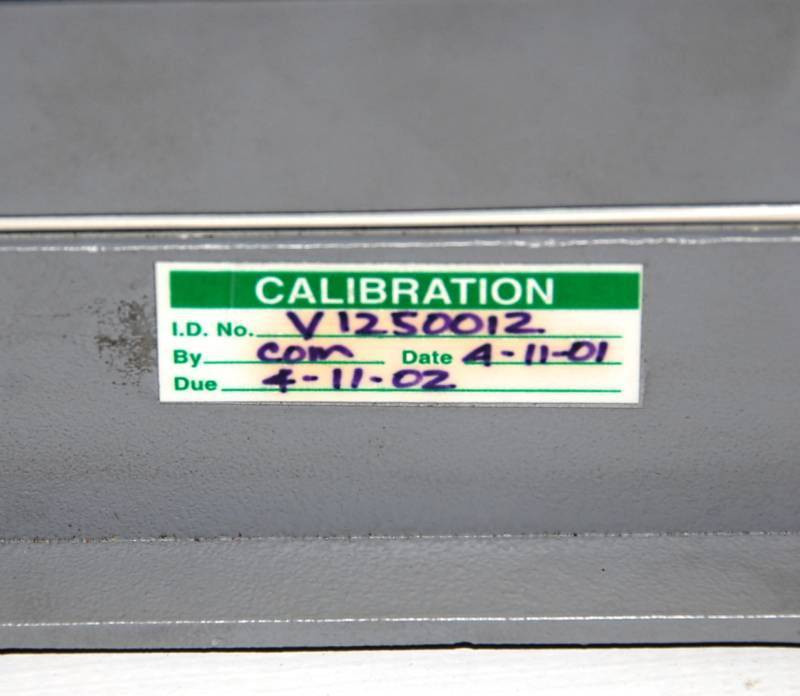 CALIBRATION
I.D. No. V1250012
By com Date 4-11-01
Due 4-11-02